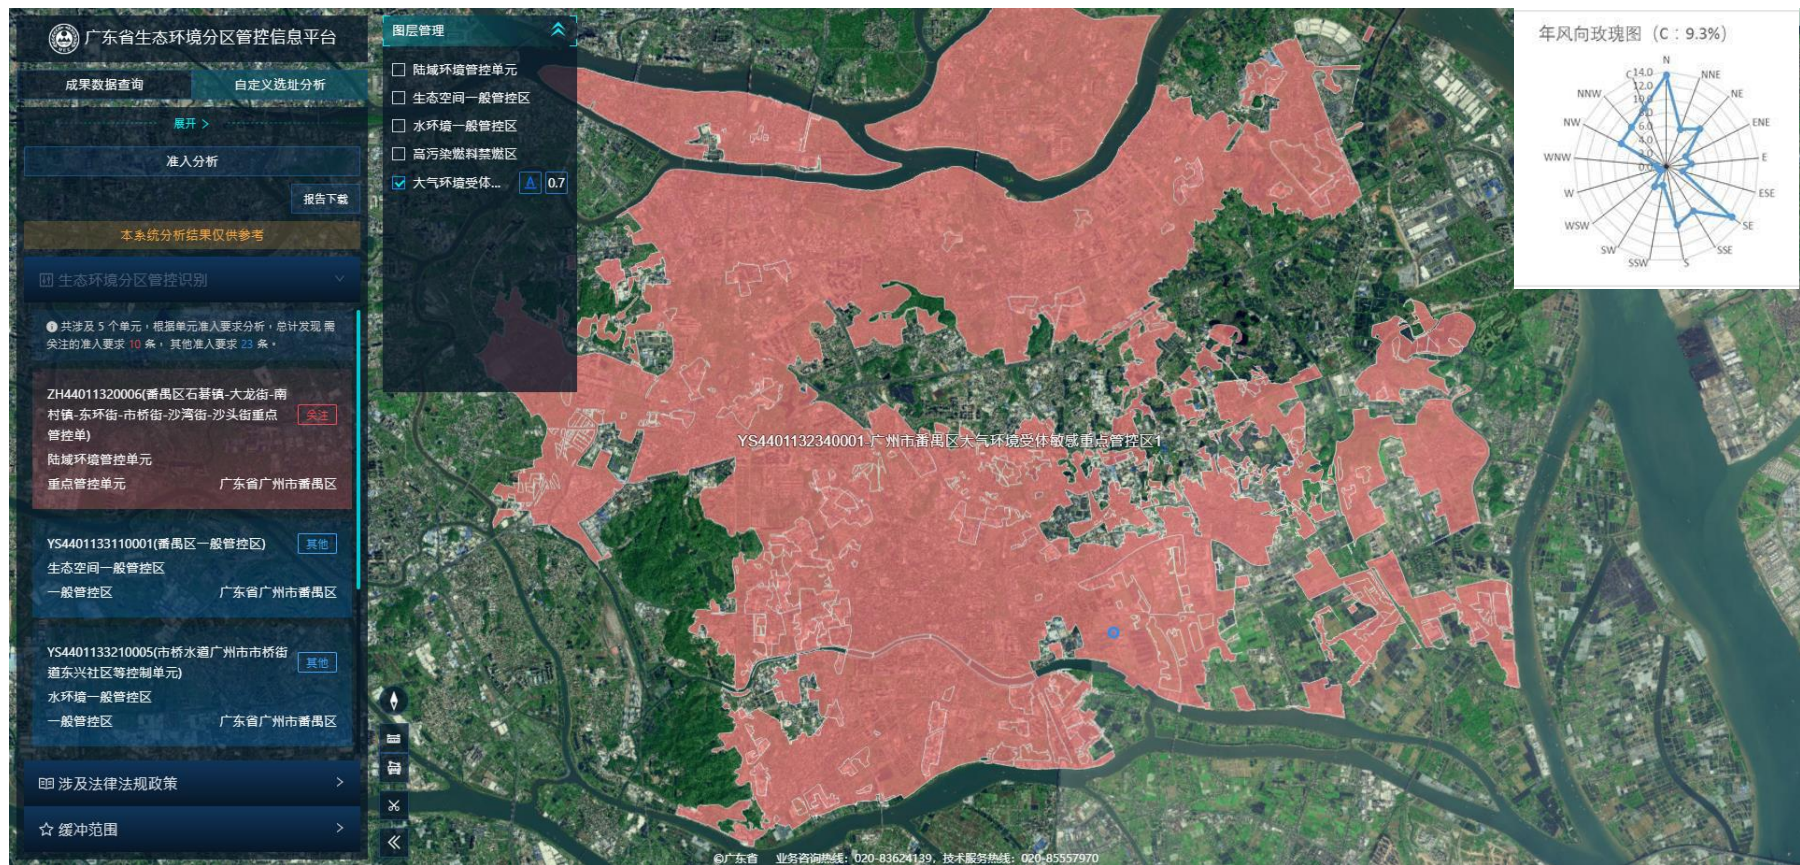 广东省生态环境分区管控信息平台
成果数据查询
自定义选址分析
展开 >
准入分析
报告下载
本系统分析结果仅供参考
生态环境分区管控识别
共涉及 5 个单元，根据单元准入要求分析，总计发现 需
关注的准入要求 10 条， 其他准入要求 23 条。
ZH44011320006(番禺区石碁镇-大龙街-南
村镇-东环街-市桥街-沙湾街-沙头街重点
管控单)
关注
陆域环境管控单元
重点管控单元
广东省广州市番禺区
YS4401133110001(番禺区一般管控区)
其他
生态空间一般管控区
一般管控区
广东省广州市番禺区
YS4401133210005(市桥水道广州市市桥街
道东兴社区等控制单元)
其他
水环境一般管控区
一般管控区
广东省广州市番禺区
涉及法律法规政策
缓冲范围
图层管理
陆域环境管控单元
生态空间一般管控区
水环境一般管控区
高污染燃料禁燃区
大气环境受体...
0.7
YS4401132340001 广州市番禺区大气环境受体敏感重点管控区1
©广东省 业务咨询热线：020-83624139，技术服务热线：020-85557970
年风向玫瑰图（C：9.3%）
N
NNE
NE
ENE
E
ESE
SE
SSE
S
SSW
SW
WSW
W
WNW
NW
NNW
C
14.0
12.0